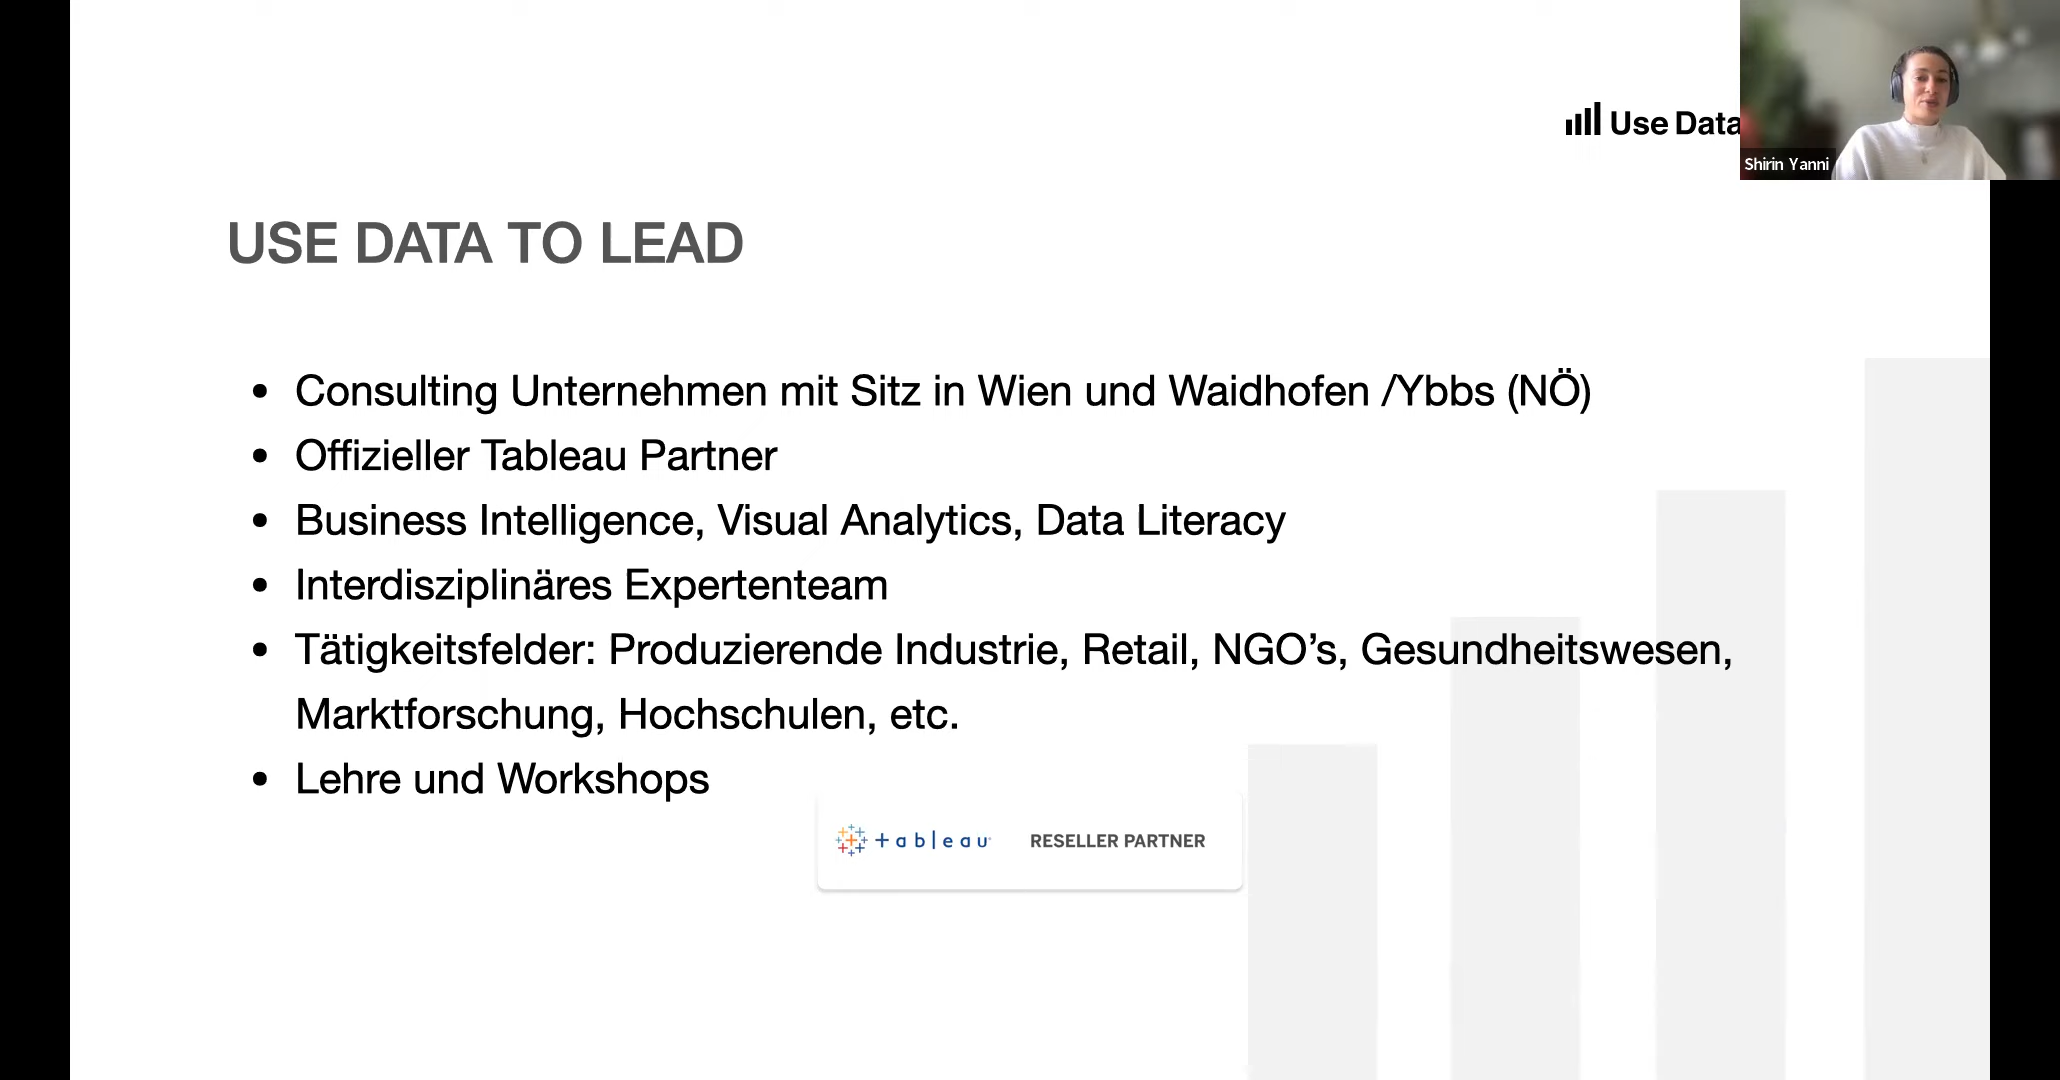 Use Data
Shirin Yanni
USE DATA TO LEAD
• Consulting Unternehmen mit Sitz in Wien und Waidhofen /Ybbs (NÖ)
• Offizieller Tableau Partner
• Business Intelligence, Visual Analytics, Data Literacy
• Interdisziplinäres Expertenteam
• Tätigkeitsfelder: Produzierende Industrie, Retail, NGO’s, Gesundheitswesen,
Marktforschung, Hochschulen, etc.
• Lehre und Workshops
tableau RESELLER PARTNER